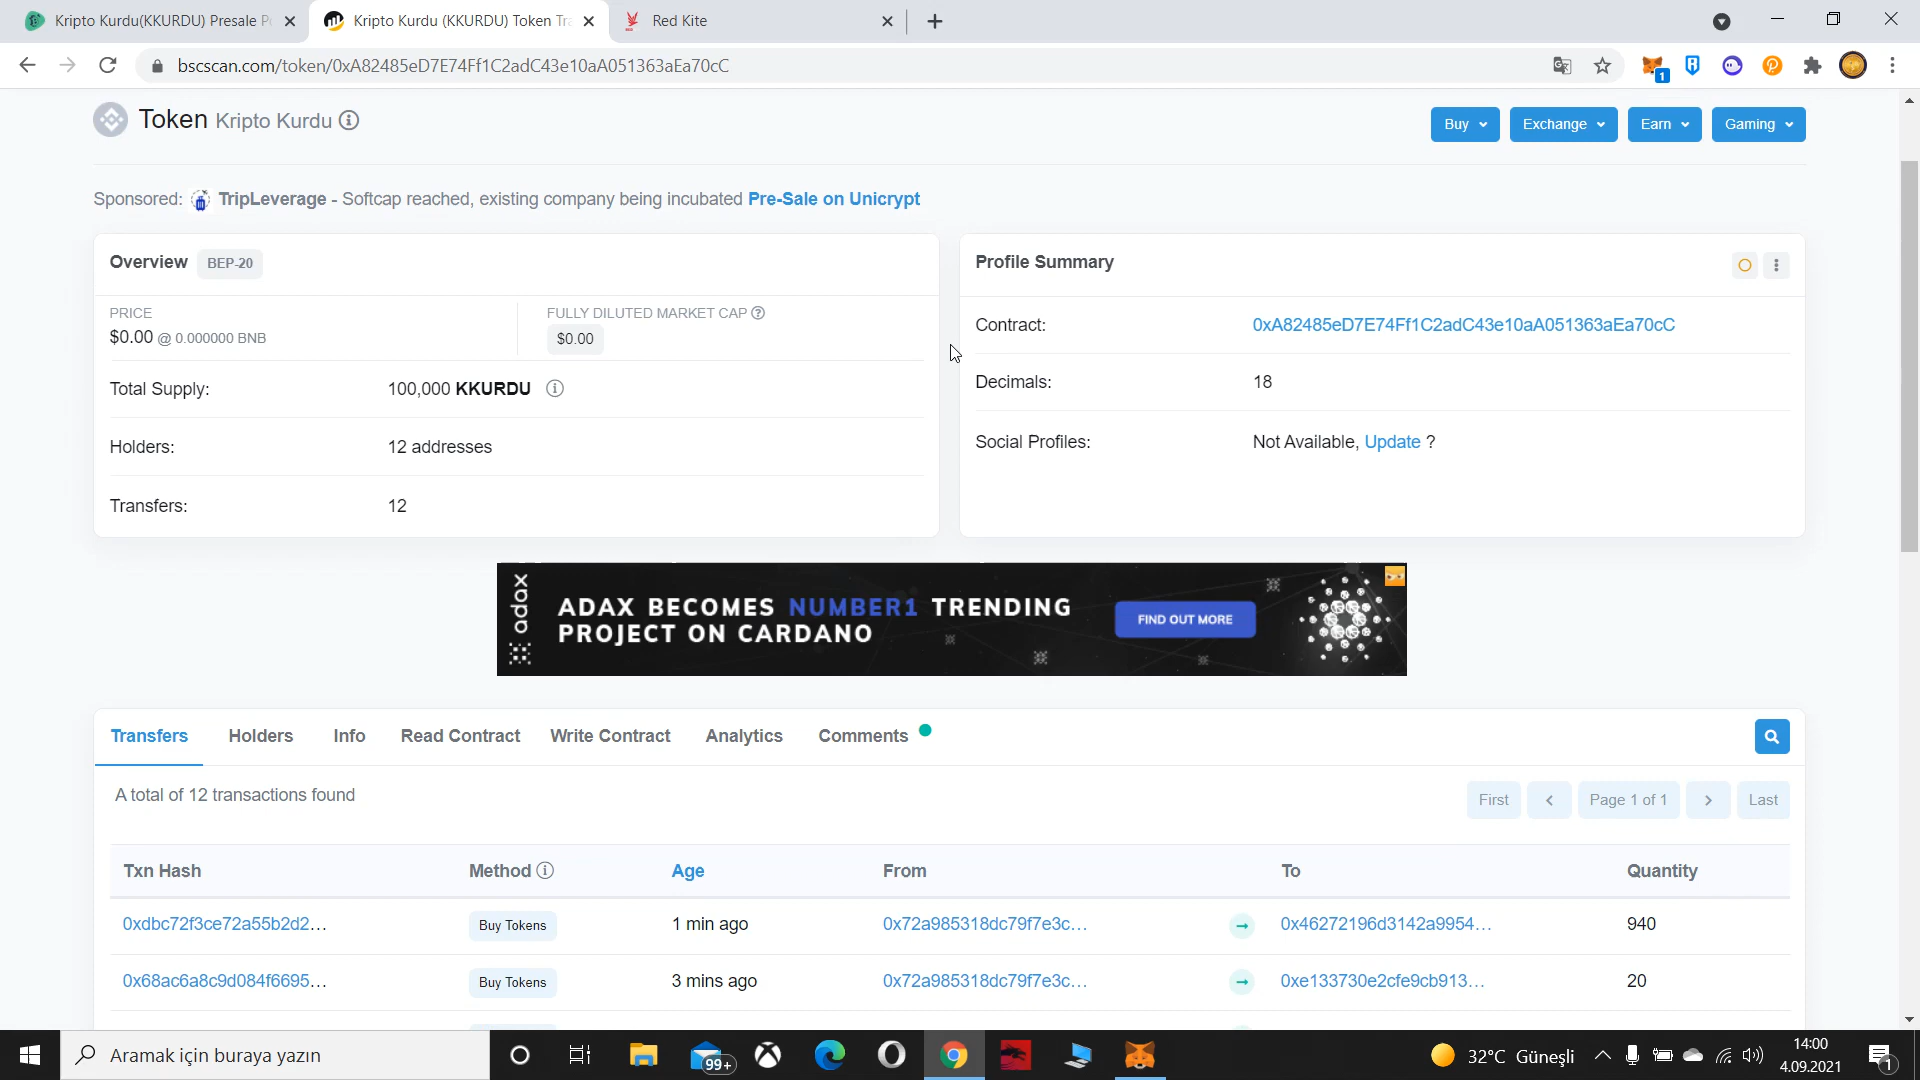 Kripto Kurdu(KKURDU) Presale P
Kripto Kurdu (KKURDU) Token Tra
Red Kite
bscscan.com/token/0xA82485eD7E74Ff1C2adC43e10aA051363aEa70cC
1
Token Kripto Kurdu
Buy
Exchange
Earn
Gaming
Sponsored: TripLeverage - Softcap reached, existing company being incubated Pre-Sale on Unicrypt
Overview BEP-20
PRICE
$0.00 @ 0.000000 BNB
FULLY DILUTED MARKET CAP
$0.00
Total Supply: 100,000 KKURDU
Holders: 12 addresses
Transfers: 12
Profile Summary
Contract: 0xA82485eD7E74Ff1C2adC43e10aA051363aEa70cC
Decimals: 18
Social Profiles: Not Available, Update ?
adax
ADAX BECOMES NUMBER1 TRENDING
PROJECT ON CARDANO
FIND OUT MORE
Transfers Holders Info Read Contract Write Contract Analytics Comments
A total of 12 transactions found
First
Page 1 of 1
Last
Txn Hash Method Age From To Quantity
0xdbc72f3ce72a55b2d2... Buy Tokens 1 min ago 0x72a985318dc79f7e3c... 0x46272196d3142a9954... 940
0x68ac6a8c9d084f6695... Buy Tokens 3 mins ago 0x72a985318dc79f7e3c... 0xe133730e2cfe9cb913... 20
Aramak için buraya yazın
99+
32°C Güneşli
14:00
4.09.2021
1